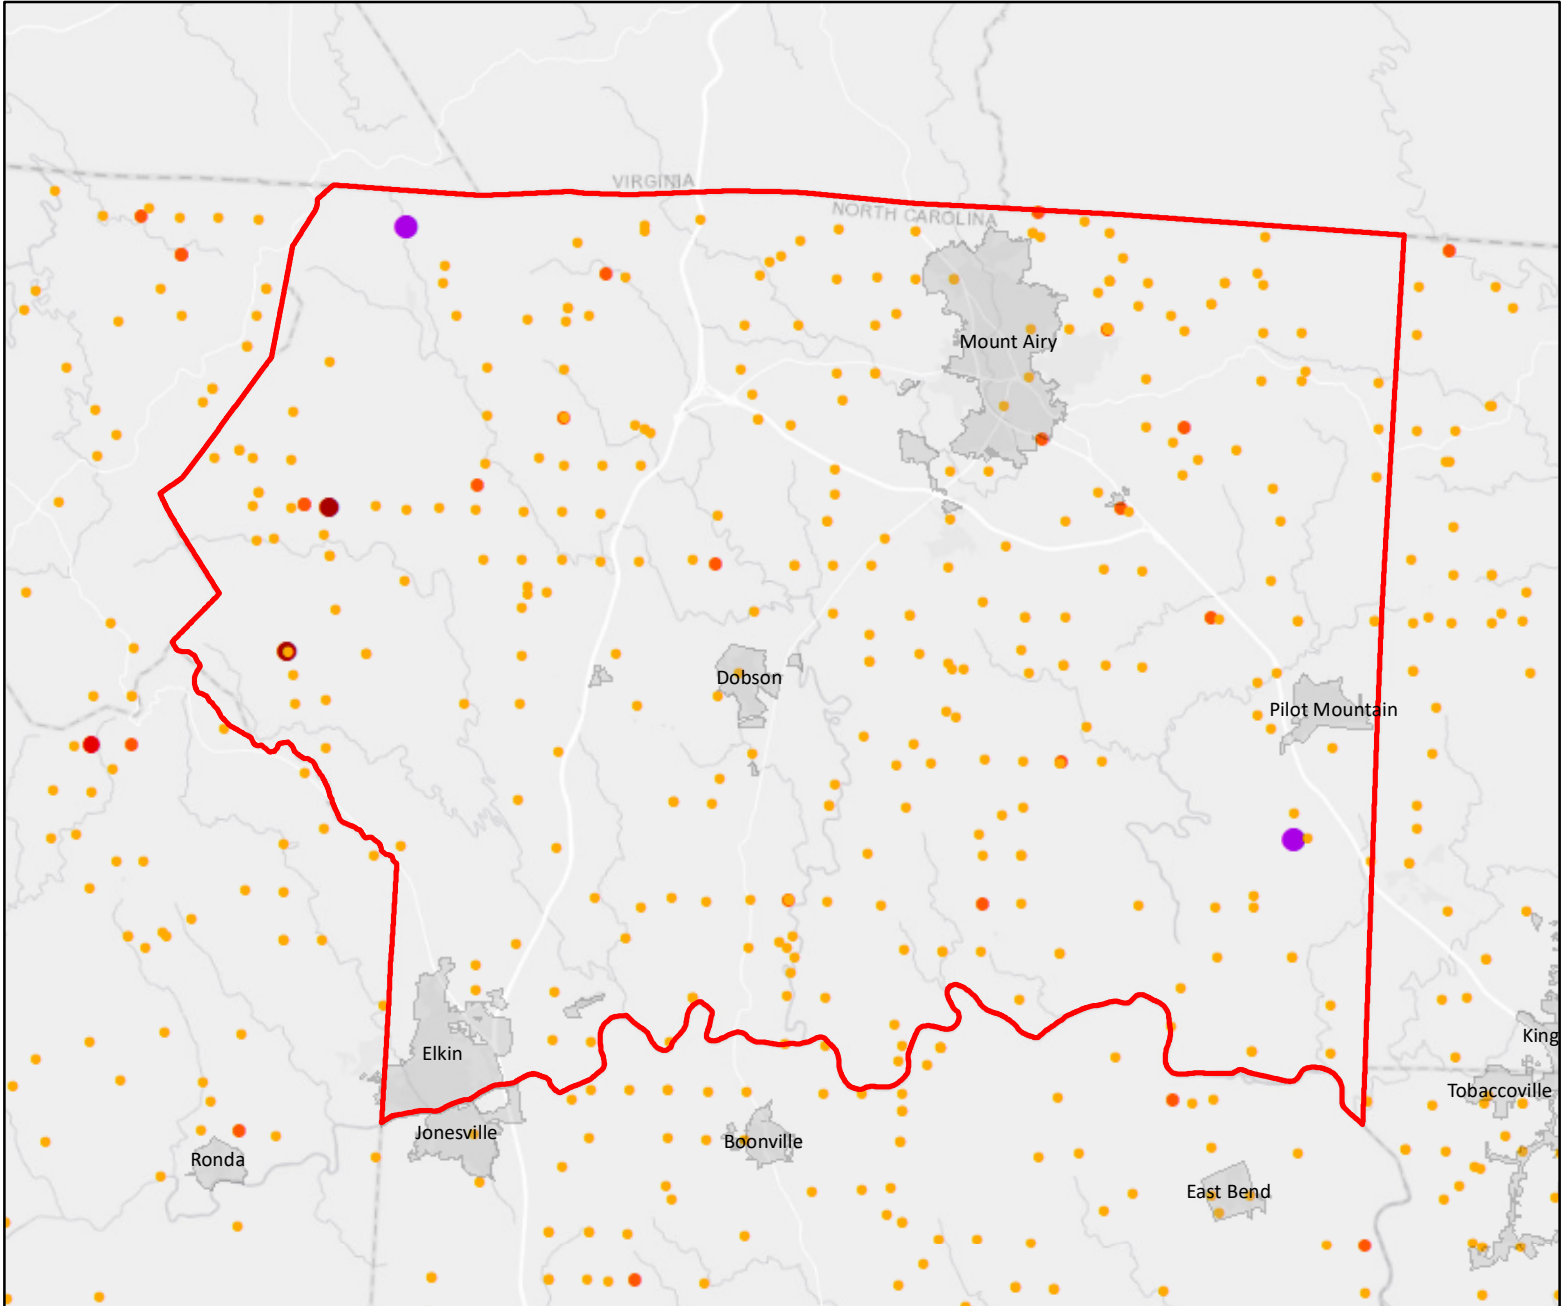 VIRGINIA
NORTH CAROLINA
Mount Airy
Dobson
Pilot Mountain
Elkin
King
Tobaccoville
Jonesville
Boonville
Ronda
East Bend